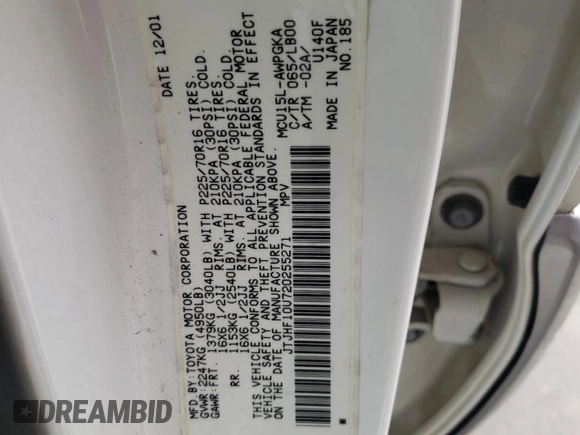 MFD.BY:TOYOTA MOTOR CORPORATION DATE 12/01
GVWR:2247KG(4950LB)
GAWR:FRT. 1379KG (3040LB) WITH P225/70R16 TIRES,
16X6 1/2JJ RIMS, AT 210KPA (30PSI) COLD.
RR. 1153KG (2540LB) WITH P225/70R16 TIRES,
16X6 1/2JJ RIMS, AT 210KPA (30PSI) COLD.
THIS VEHICLE CONFORMS TO ALL APPLICABLE FEDERAL MOTOR
VEHICLE SAFETY AND THEFT PREVENTION STANDARDS IN EFFECT
ON THE DATE OF MANUFACTURE SHOWN ABOVE.
JTJHF10U720255271 MPV
MCU15L-AWPGKA
C/TR 065/LB00
A/TM -02A/ U140F
MADE IN JAPAN
NO.185
DREAMBID